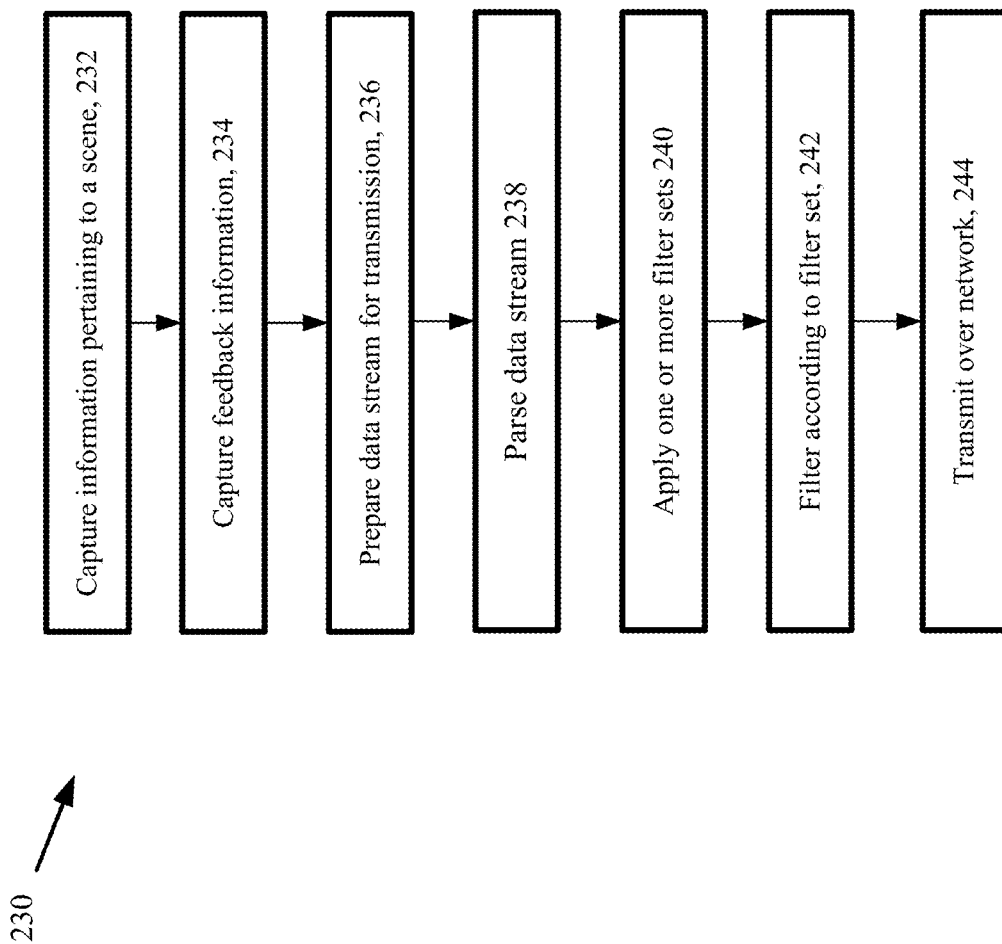 230
Capture information pertaining to a scene, 232
Capture feedback information, 234
Prepare data stream for transmission, 236
Parse data stream 238
Apply one or more filter sets 240
Filter according to filter set, 242
Transmit over network, 244